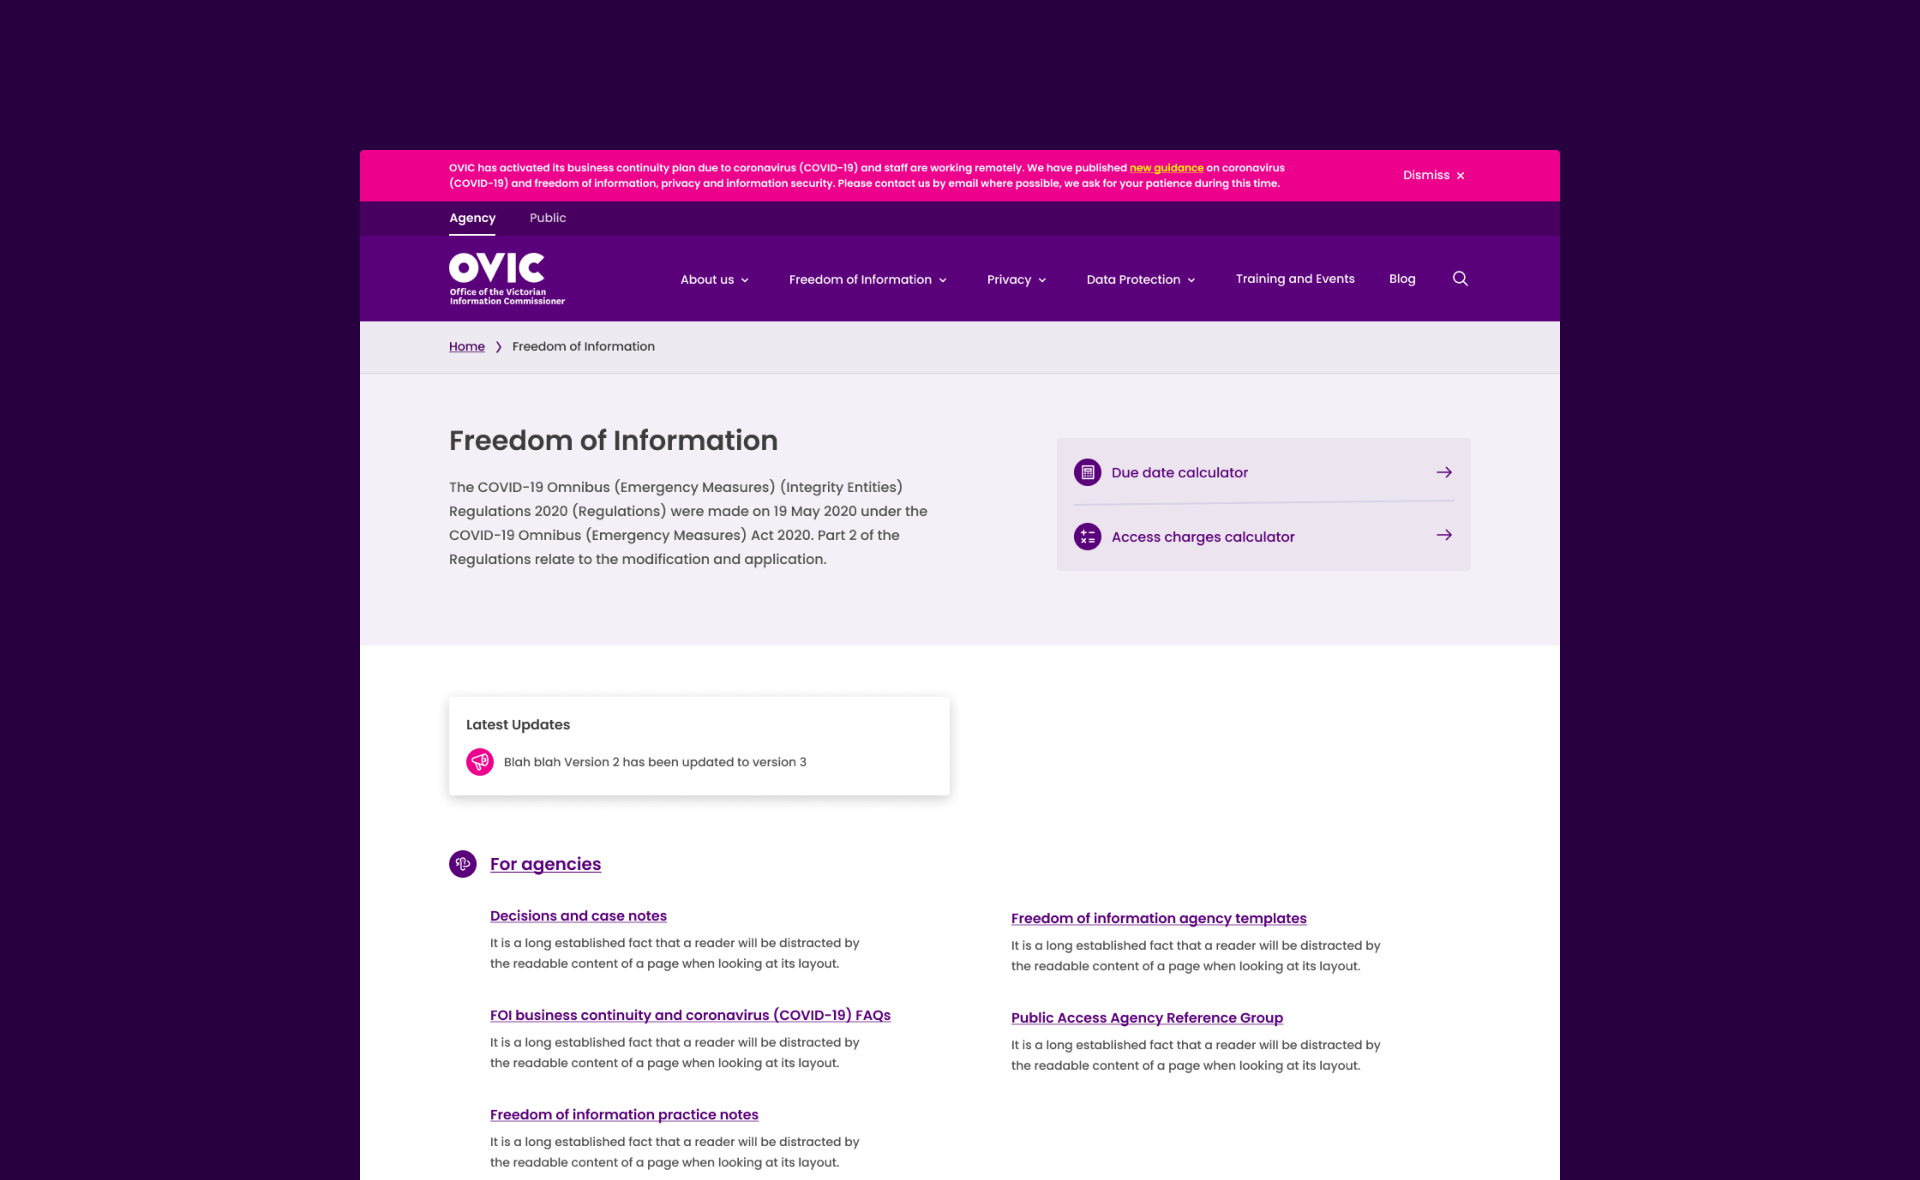 OVIC has activated its business continuity plan due to coronavirus (COVID-19) and staff are working remotely. We have published new guidance on coronavirus
(COVID-19) and freedom of information, privacy and information security. Please contact us by email where possible, we ask for your patience during this time.
Dismiss ×
Agency Public
OVIC
Office of the Victorian
Information Commissioner
About us Freedom of Information Privacy Data Protection Training and Events Blog
Home Freedom of Information
Freedom of Information
The COVID-19 Omnibus (Emergency Measures) (Integrity Entities)
Regulations 2020 (Regulations) were made on 19 May 2020 under the
COVID-19 Omnibus (Emergency Measures) Act 2020. Part 2 of the
Regulations relate to the modification and application.
Due date calculator
Access charges calculator
Latest Updates
Blah blah Version 2 has been updated to version 3
For agencies
Decisions and case notes
It is a long established fact that a reader will be distracted by
the readable content of a page when looking at its layout.
Freedom of information agency templates
It is a long established fact that a reader will be distracted by
the readable content of a page when looking at its layout.
FOI business continuity and coronavirus (COVID-19) FAQs
It is a long established fact that a reader will be distracted by
the readable content of a page when looking at its layout.
Public Access Agency Reference Group
It is a long established fact that a reader will be distracted by
the readable content of a page when looking at its layout.
Freedom of information practice notes
It is a long established fact that a reader will be distracted by
the readable content of a page when looking at its layout.